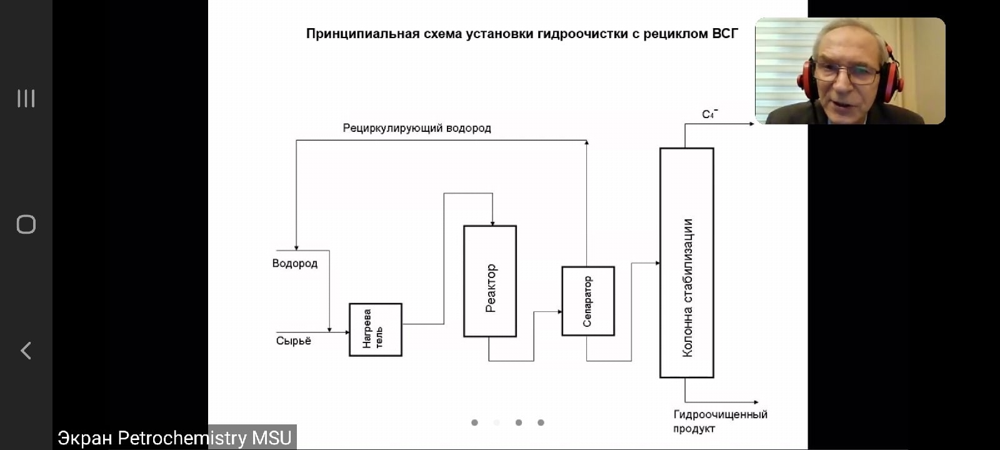 Принципиальная схема установки гидроочистки с рециклом ВСГ
C₄⁻
Рециркулирующий водород
Водород
Сырьё
Нагрева
тель
Реактор
Сепаратор
Колонна стабилизации
Гидроочищенный
продукт
Экран Petrochemistry MSU